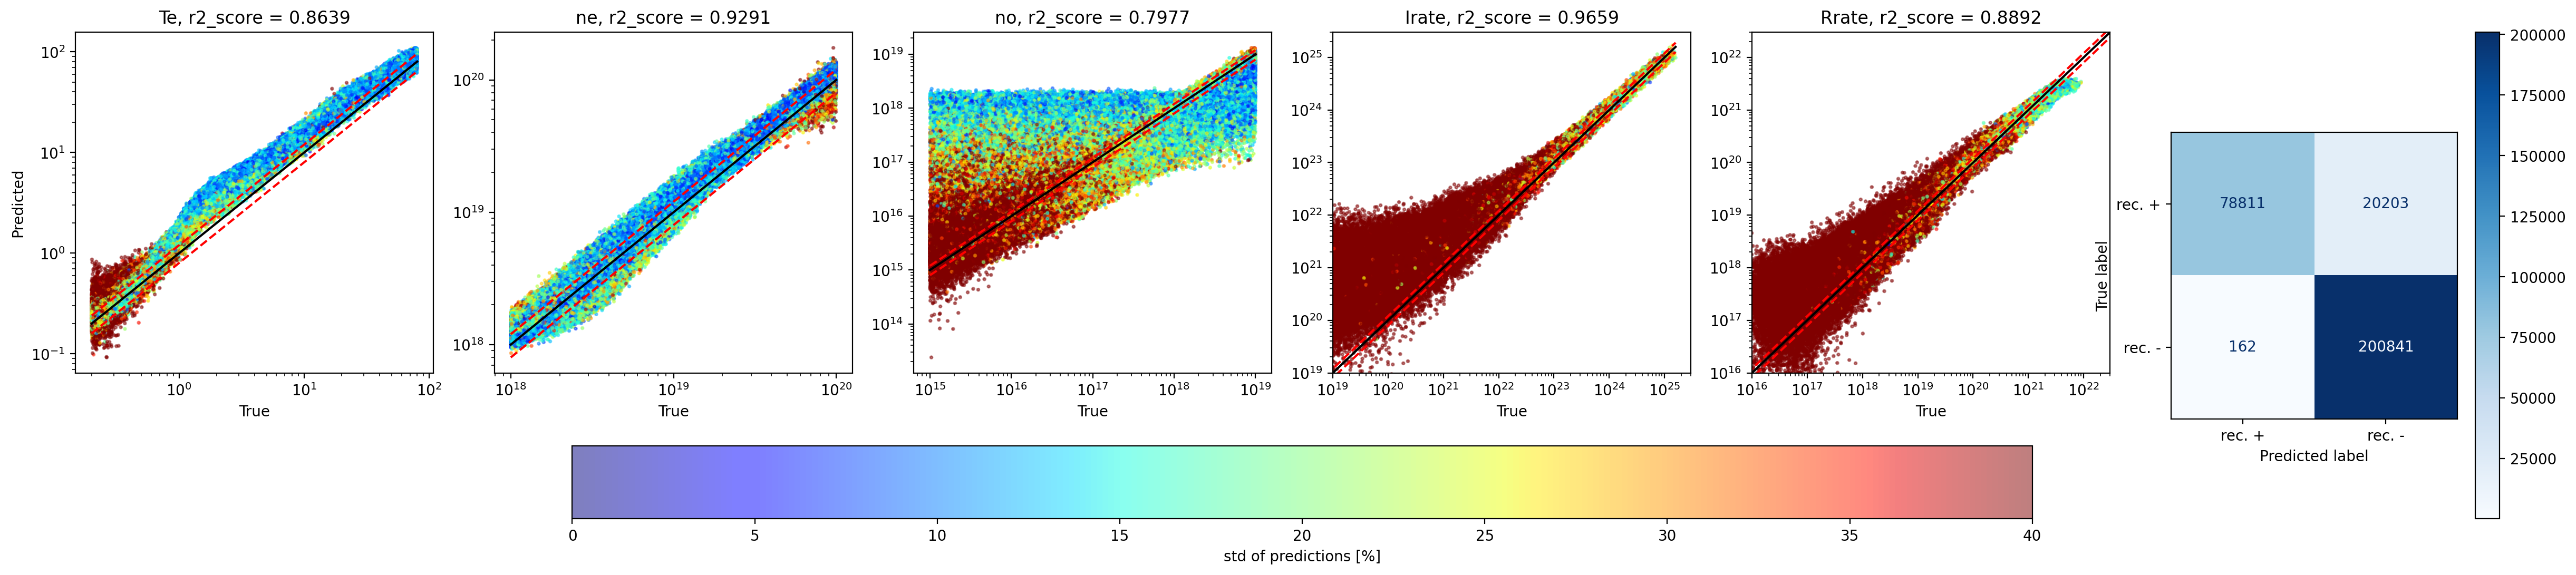 Te, r2_score = 0.8639
ne, r2_score = 0.9291
no, r2_score = 0.7977
Irate, r2_score = 0.9659
Rrate, r2_score = 0.8892
Predicted
10² 10¹ 10⁰ 10⁻¹
10⁰ 10¹ 10²
True
10²⁰ 10¹⁹ 10¹⁸
10¹⁸ 10¹⁹ 10²⁰
True
10¹⁹ 10¹⁸ 10¹⁷ 10¹⁶ 10¹⁵ 10¹⁴
10¹⁵ 10¹⁶ 10¹⁷ 10¹⁸ 10¹⁹
True
10²⁵ 10²⁴ 10²³ 10²² 10²¹ 10²⁰ 10¹⁹
10¹⁹ 10²⁰ 10²¹ 10²² 10²³ 10²⁴ 10²⁵
True
10²² 10²¹ 10²⁰ 10¹⁹ 10¹⁸ 10¹⁷ 10¹⁶
10¹⁶ 10¹⁷ 10¹⁸ 10¹⁹ 10²⁰ 10²¹ 10²²
True
True label
rec. + 78811 20203
rec. - 162 200841
rec. + rec. -
Predicted label
200000
175000
150000
125000
100000
75000
50000
25000
0 5 10 15 20 25 30 35 40
std of predictions [%]